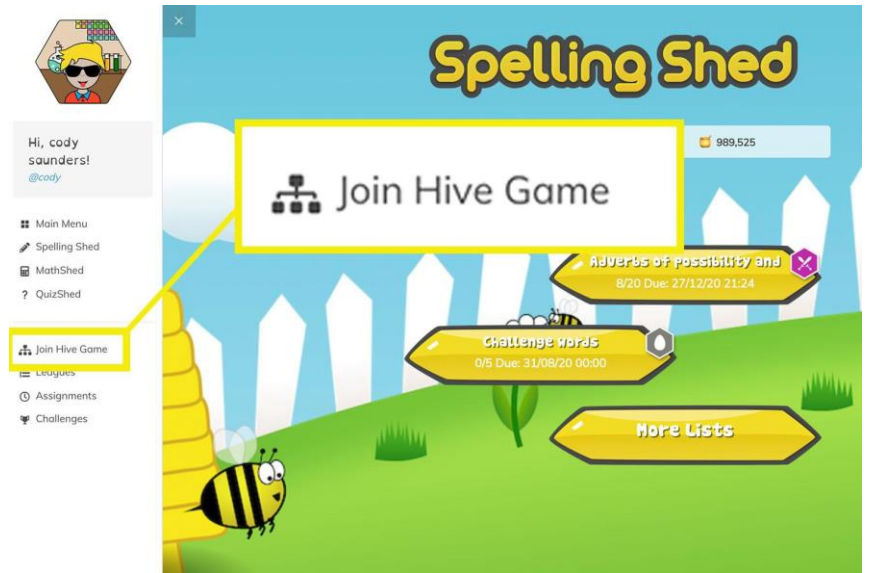 ×
Spelling Shed
Hi, cody
saunders!
@cody
989,525
Join Hive Game
Main Menu
Spelling Shed
MathShed
? QuizShed
Join Hive Game
Leagues
Assignments
Challenges
Adverbs of possibility and
8/20 Due: 27/12/20 21:24
Challenge words
0/5 Due: 31/08/20 00:00
More Lists